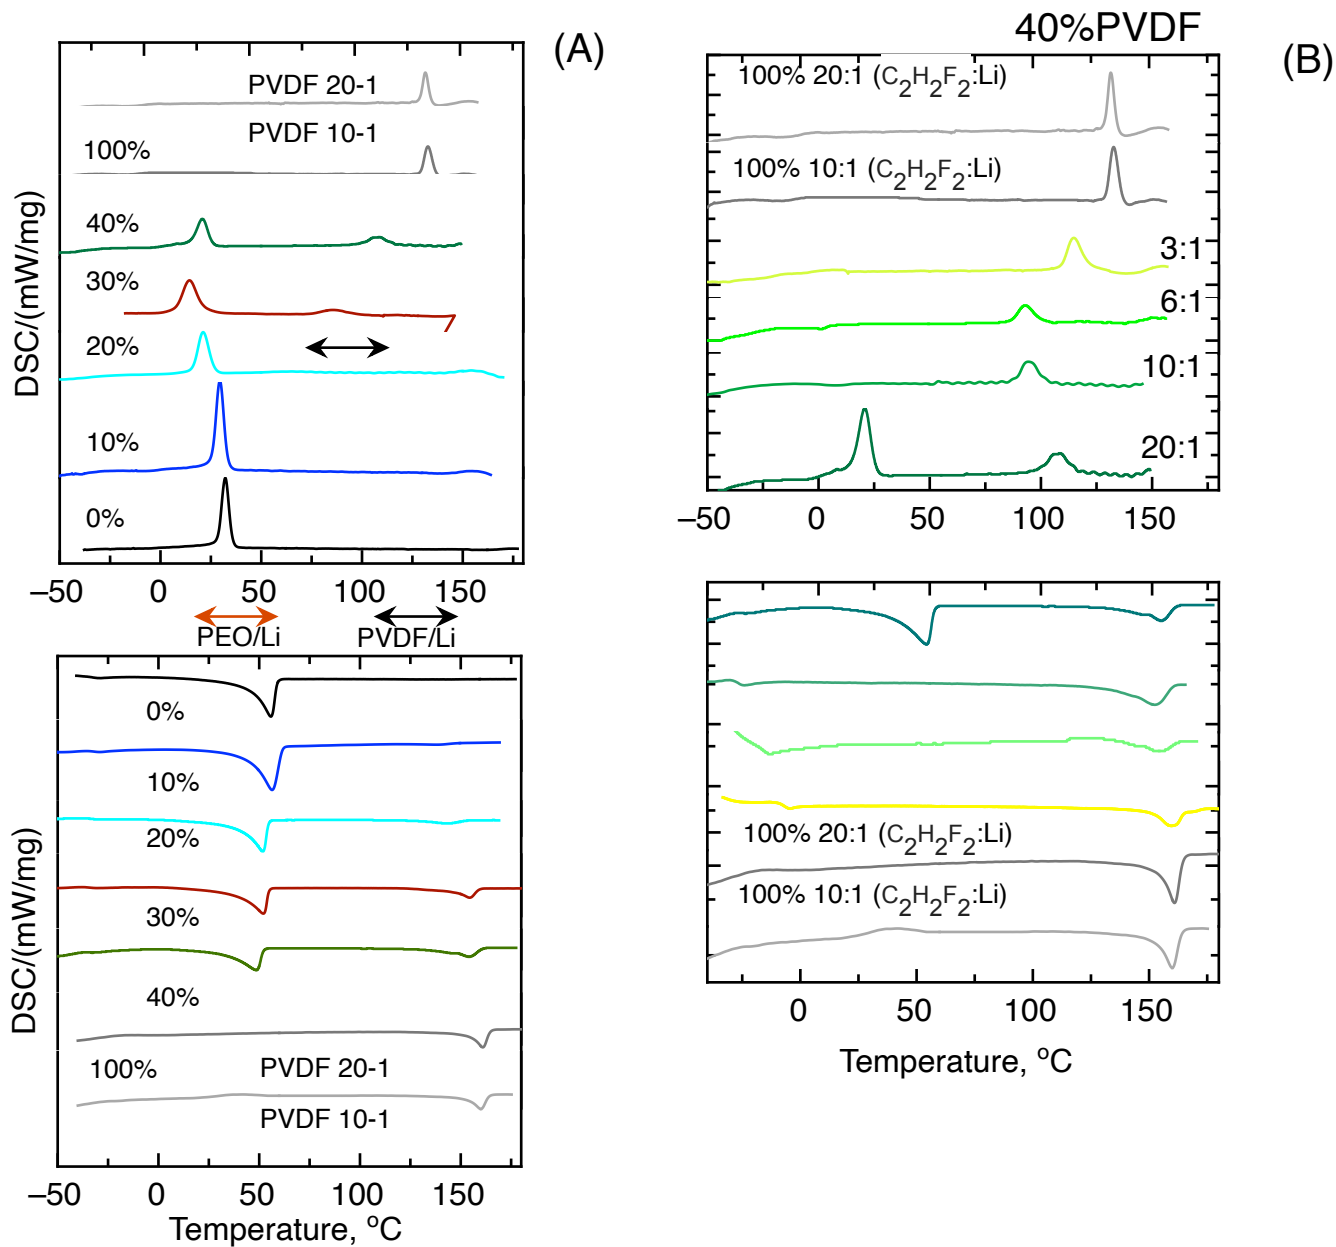 (A)
PVDF 20-1
PVDF 10-1
100%
40%
30%
20%
10%
0%
DSC/(mW/mg)
–50 0 50 100 150
PEO/Li PVDF/Li
0%
10%
20%
30%
40%
100% PVDF 20-1
PVDF 10-1
DSC/(mW/mg)
–50 0 50 100 150
Temperature, °C
40%PVDF
(B)
100% 20:1 (C₂H₂F₂:Li)
100% 10:1 (C₂H₂F₂:Li)
3:1
6:1
10:1
20:1
–50 0 50 100 150
100% 20:1 (C₂H₂F₂:Li)
100% 10:1 (C₂H₂F₂:Li)
0 50 100 150
Temperature, °C